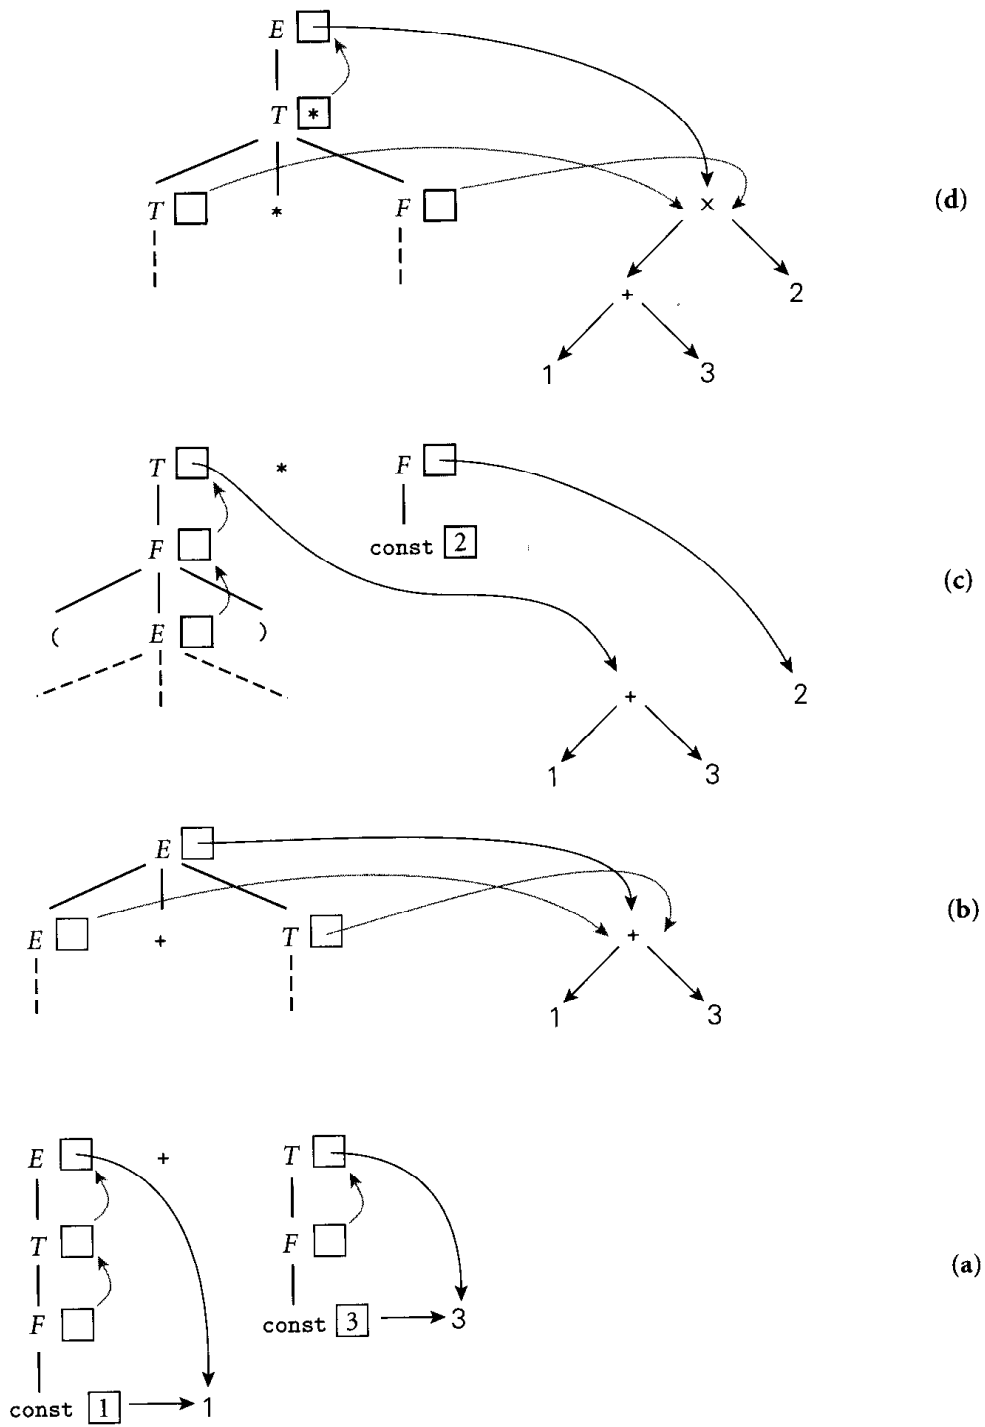 E
T *
T * F (d)
×
+ 2
1 3
T * F
F const 2 (c)
( E )
+ 2
1 3
E
E + T + (b)
1 3
E + T
T F (a)
F const 3 3
const 1 1